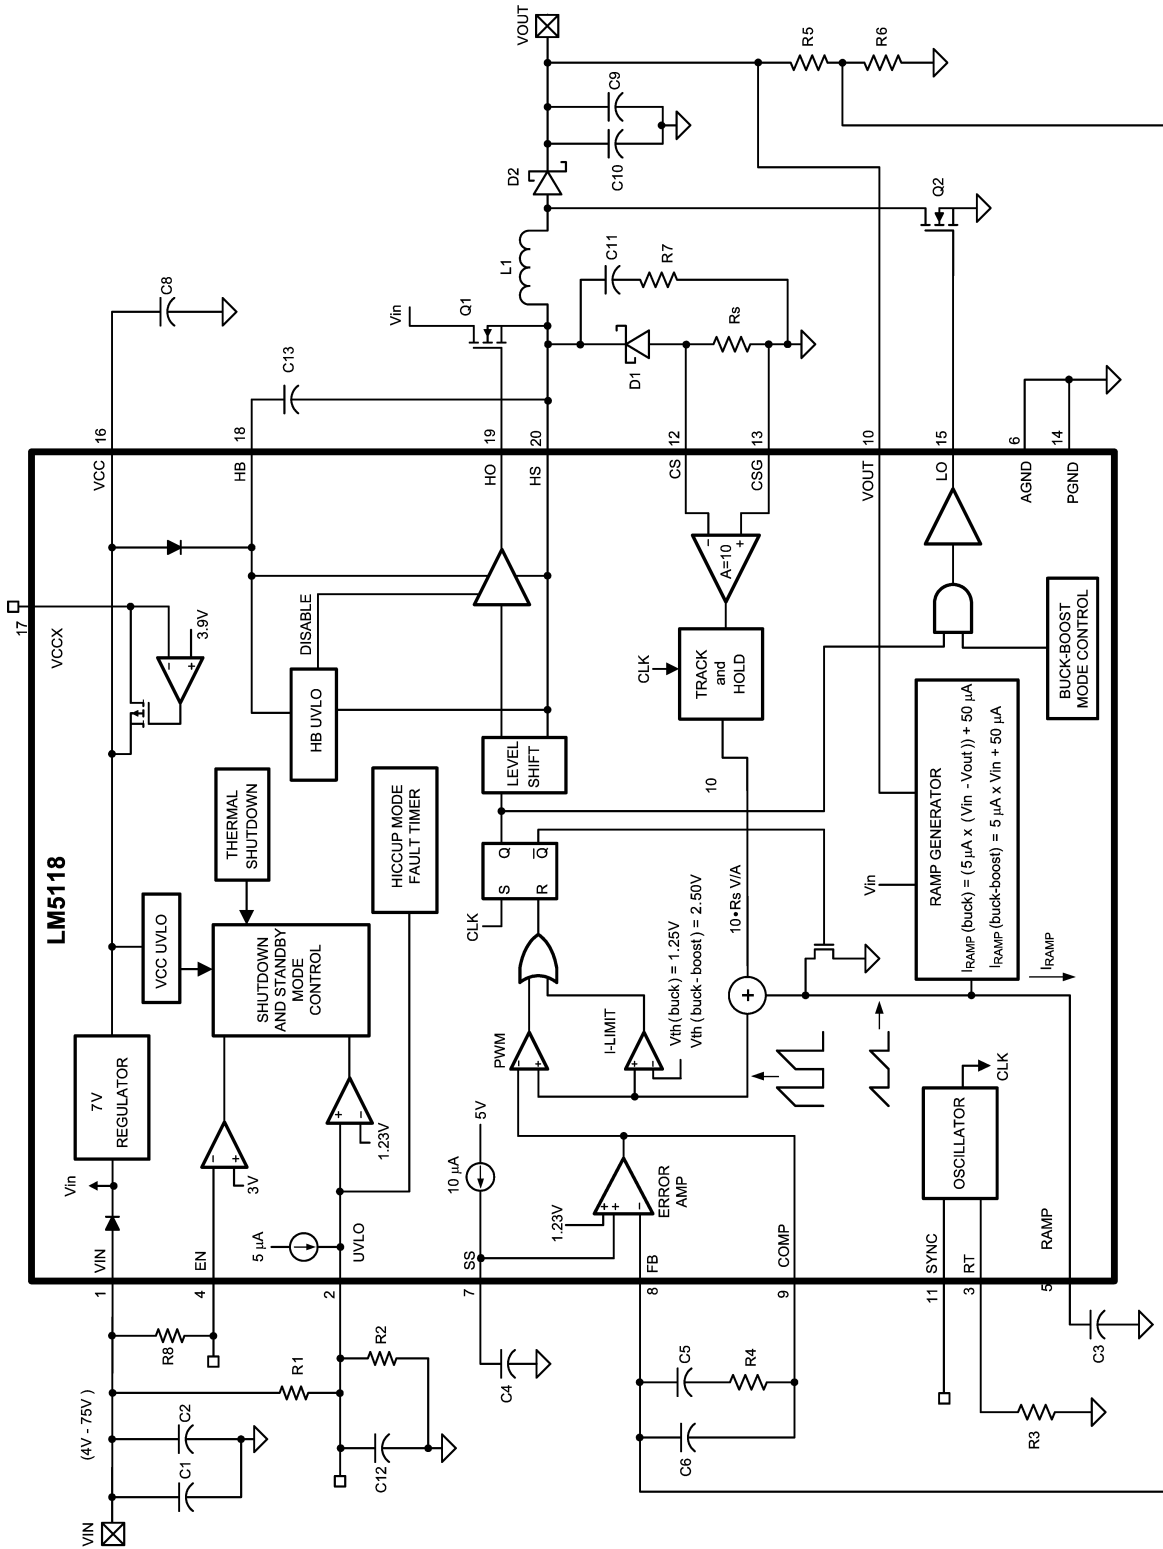 LM5118
VIN
(4V - 75V)
C1
C2
R8
R1
R2
C12
1
VIN
Vin
7V
REGULATOR
VCC UVLO
THERMAL
SHUTDOWN
17
VCCX
3.9V
VCC
16
C8
4
EN
3V
SHUTDOWN
AND STANDBY
MODE
CONTROL
HB UVLO
DISABLE
HB
18
C13
5 µA
2
UVLO
1.23V
HICCUP MODE
FAULT TIMER
HO
19
HS
20
Vin
Q1
L1
D2
VOUT
C10
C9
C4
7
SS
10 µA
5V
CLK
S
Q
R
Q
LEVEL
SHIFT
PWM
I-LIMIT
Vth(buck) = 1.25V
Vth(buck-boost) = 2.50V
10•Rs V/A
10
CLK
TRACK
and
HOLD
A=10
CS
12
CSG
13
D1
Rs
C11
R7
C6
C5
R4
8
FB
1.23V
ERROR
AMP
9
COMP
VOUT
10
R5
R6
11
SYNC
3
RT
OSCILLATOR
CLK
5
RAMP
IRAMP
Vin
RAMP GENERATOR
IRAMP (buck) = (5 µA x (Vin - Vout)) + 50 µA
IRAMP (buck-boost) = 5 µA x Vin + 50 µA
BUCK-BOOST
MODE CONTROL
LO
15
Q2
AGND
6
PGND
14
R3
C3